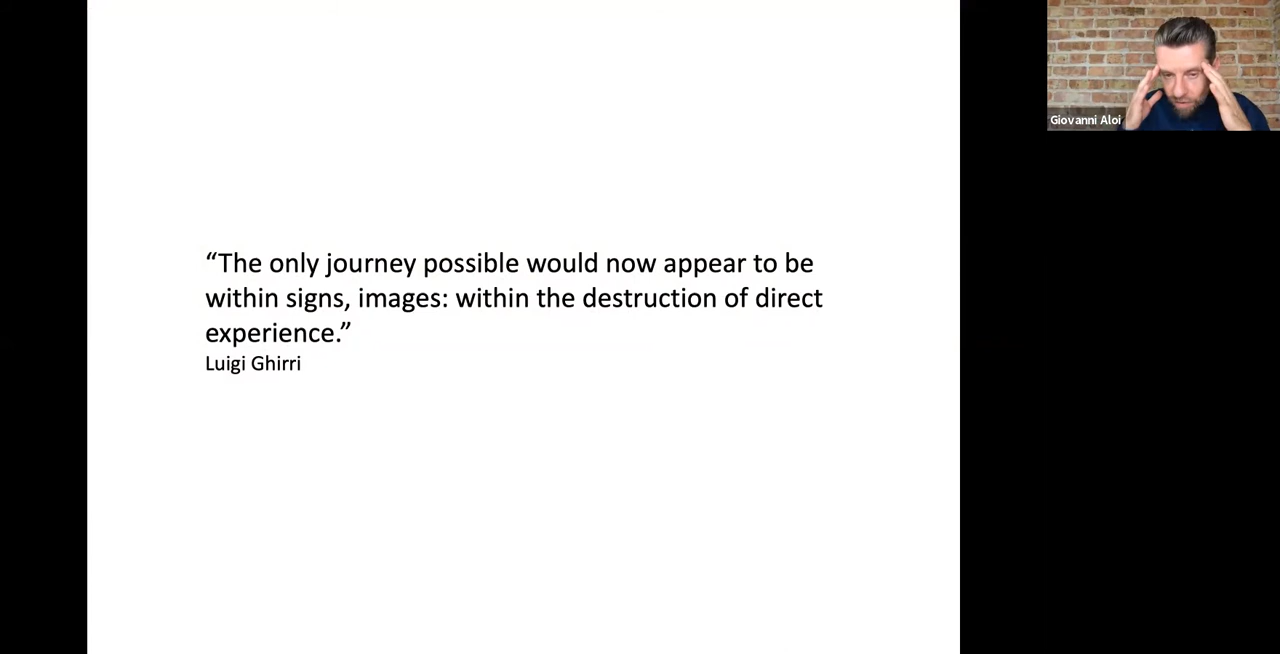 “The only journey possible would now appear to be
within signs, images: within the destruction of direct
experience.”
Luigi Ghirri
Giovanni Aloi